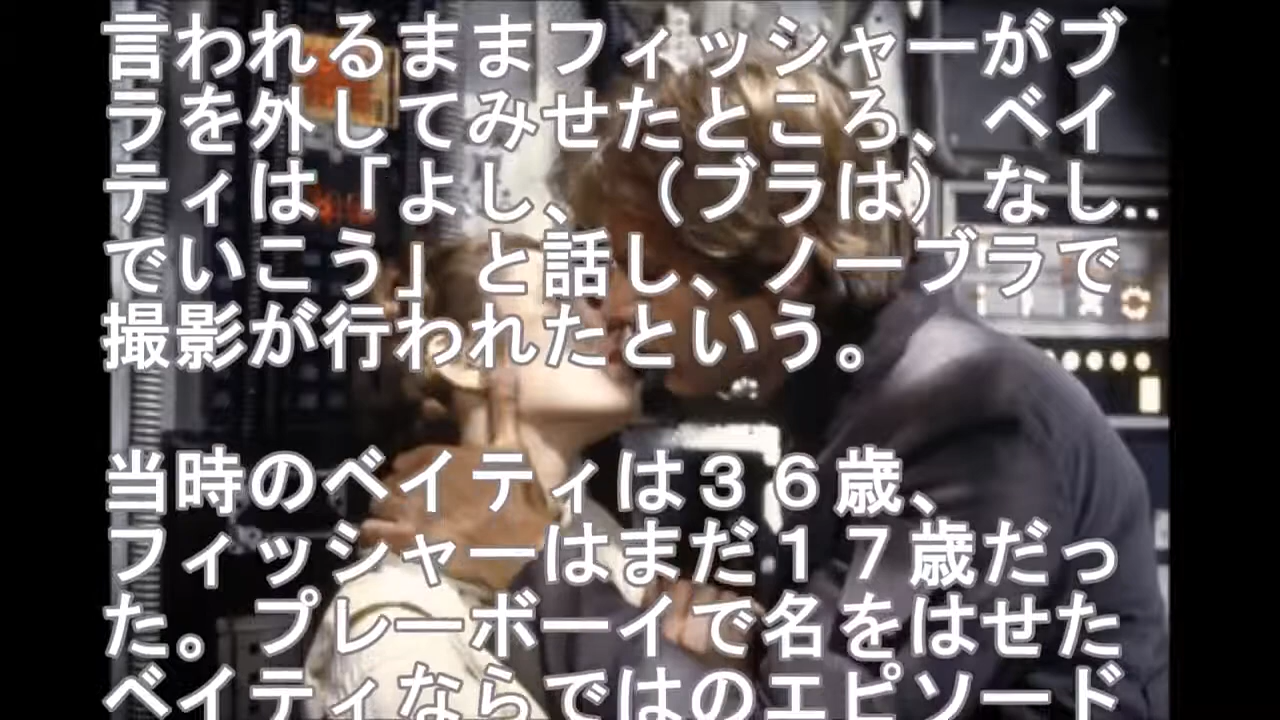 言われるままフィッシャーがブ
ラを外してみせたところ、ベイ
ティは「よし、（ブラは）なし
でいこう」と話し、ノーブラで
撮影が行われたという。
当時のベイティは３６歳、
フィッシャーはまだ１７歳だっ
た。プレーボーイで名をはせた
ベイティならではのエピソード